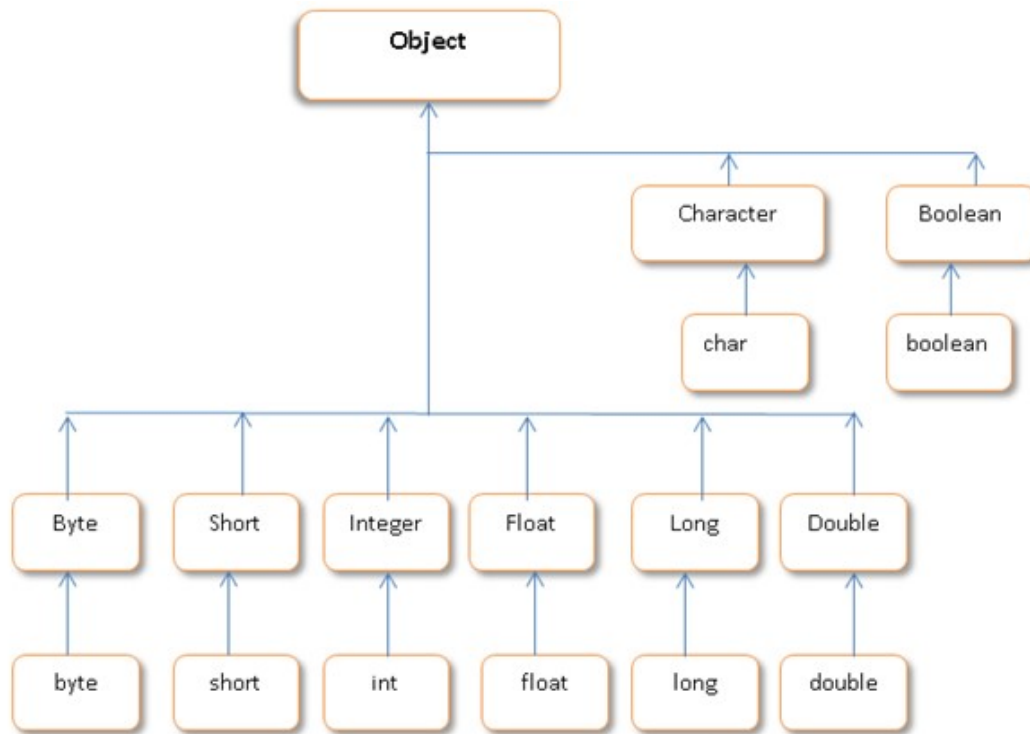 Object
Character
Boolean
char
boolean
Byte
Short
Integer
Float
Long
Double
byte
short
int
float
long
double